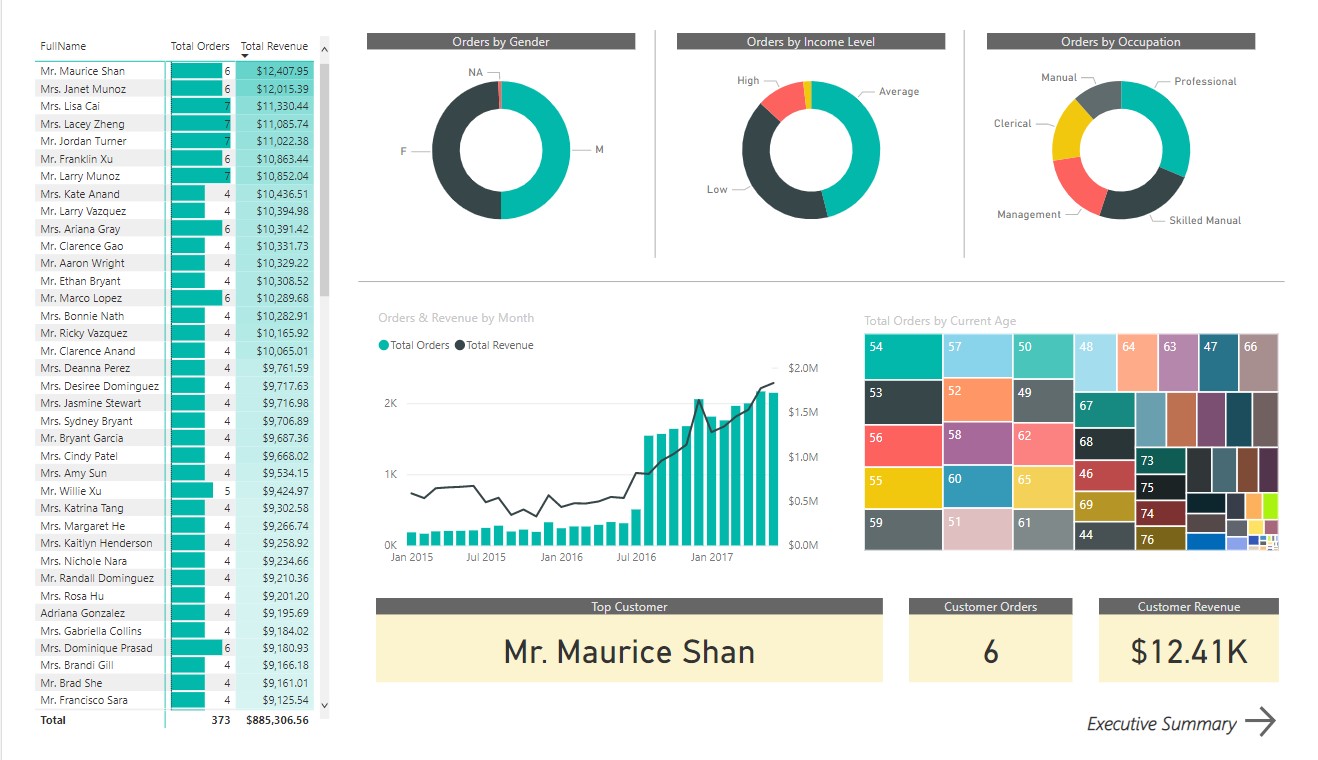 FullName Total Orders Total Revenue
Mr. Maurice Shan 6 $12,407.95
Mrs. Janet Munoz 6 $12,015.39
Mrs. Lisa Cai 7 $11,330.44
Mrs. Lacey Zheng 7 $11,085.74
Mr. Jordan Turner 7 $11,022.38
Mr. Franklin Xu 6 $10,863.44
Mr. Larry Munoz 7 $10,852.04
Mrs. Kate Anand 4 $10,436.51
Mr. Larry Vazquez 4 $10,394.98
Mrs. Ariana Gray 6 $10,391.42
Mr. Clarence Gao 4 $10,331.73
Mr. Aaron Wright 4 $10,329.22
Mr. Ethan Bryant 4 $10,308.52
Mr. Marco Lopez 6 $10,289.68
Mrs. Bonnie Nath 4 $10,282.91
Mr. Ricky Vazquez 4 $10,165.92
Mr. Clarence Anand 4 $10,065.01
Mrs. Deanna Perez 4 $9,761.59
Mrs. Desiree Dominguez 4 $9,717.63
Mrs. Jasmine Stewart 4 $9,716.98
Mrs. Sydney Bryant 4 $9,706.89
Mr. Bryant Garcia 4 $9,687.36
Mrs. Cindy Patel 4 $9,668.02
Mrs. Amy Sun 4 $9,534.15
Mr. Willie Xu 5 $9,424.97
Mrs. Katrina Tang 4 $9,302.58
Mrs. Margaret He 4 $9,266.74
Mrs. Kaitlyn Henderson 4 $9,258.92
Mrs. Nichole Nara 4 $9,234.66
Mr. Randall Dominguez 4 $9,210.36
Mrs. Rosa Hu 4 $9,201.20
Adriana Gonzalez 4 $9,195.69
Mrs. Gabriella Collins 4 $9,184.02
Mrs. Dominique Prasad 6 $9,180.93
Mrs. Brandi Gill 4 $9,166.18
Mr. Brad She 4 $9,161.01
Mr. Francisco Sara 4 $9,125.54
Total 373 $885,306.56
Orders by Gender
NA
F
M
Orders by Income Level
High
Average
Low
Orders by Occupation
Manual
Professional
Clerical
Management
Skilled Manual
Orders & Revenue by Month
Total Orders Total Revenue
$2.0M
2K
$1.5M
$1.0M
1K
$0.5M
0K
$0.0M
Jan 2015 Jul 2015 Jan 2016 Jul 2016 Jan 2017
Total Orders by Current Age
54 57 50 48 64 63 47 66
53 52 49 67
56 58 62 68
73
55 60 65 46
75
69
59 51 61 74
44 76
Top Customer
Mr. Maurice Shan
Customer Orders
6
Customer Revenue
$12.41K
Executive Summary